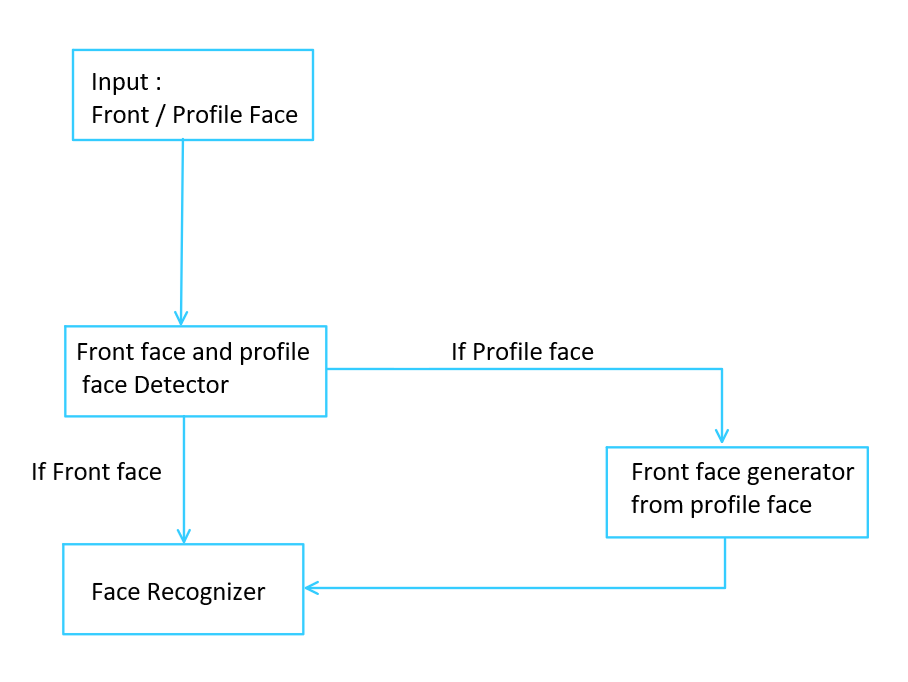 Input :
Front / Profile Face
Front face and profile
face Detector
If Profile face
If Front face
Front face generator
from profile face
Face Recognizer